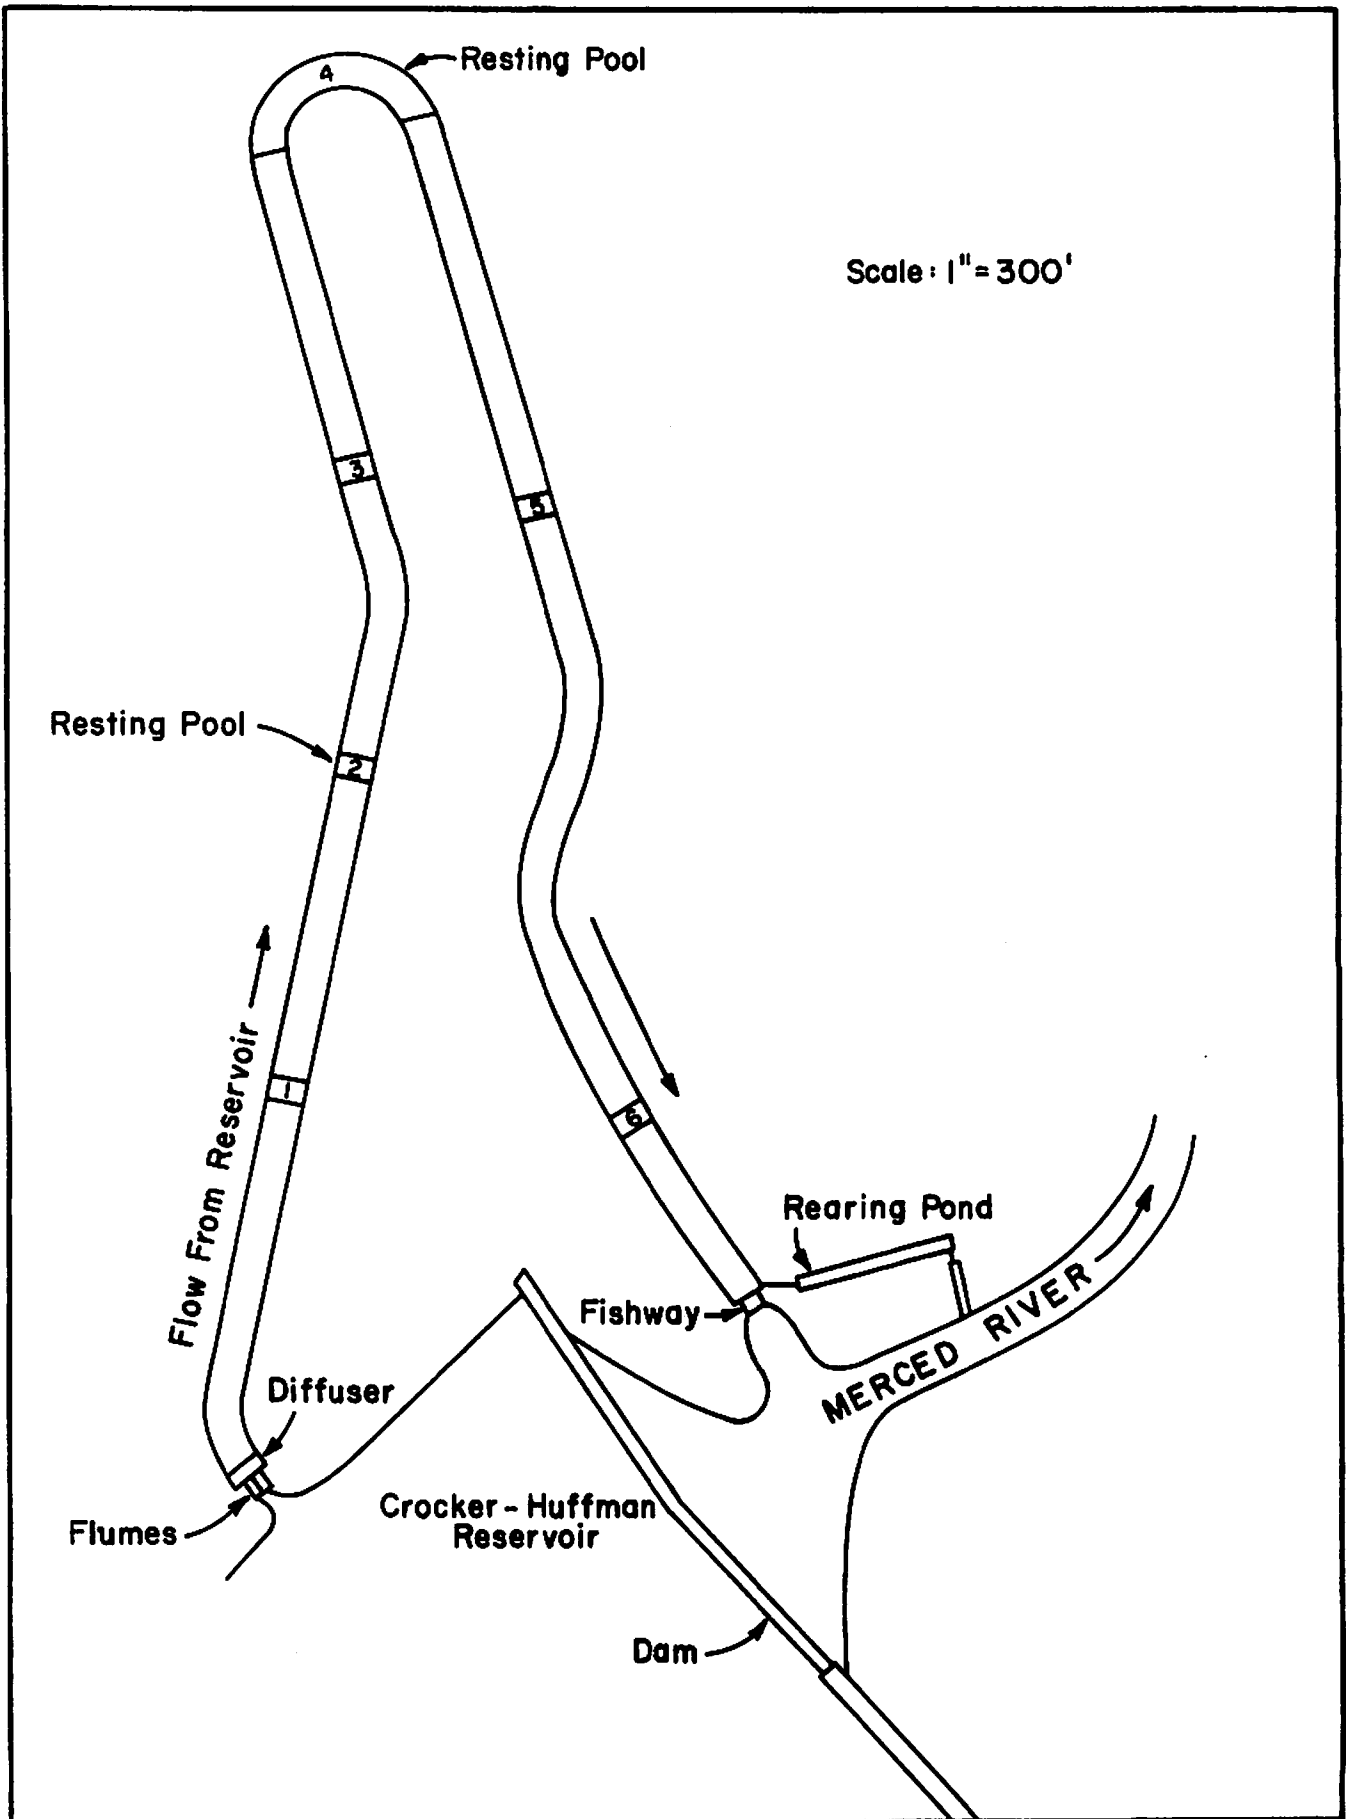 4
Resting Pool
Scale: 1"=300'
3
5
Resting Pool
2
Flow From Reservoir
1
6
Rearing Pond
Fishway
MERCED RIVER
Diffuser
Crocker-Huffman
Reservoir
Flumes
Dam